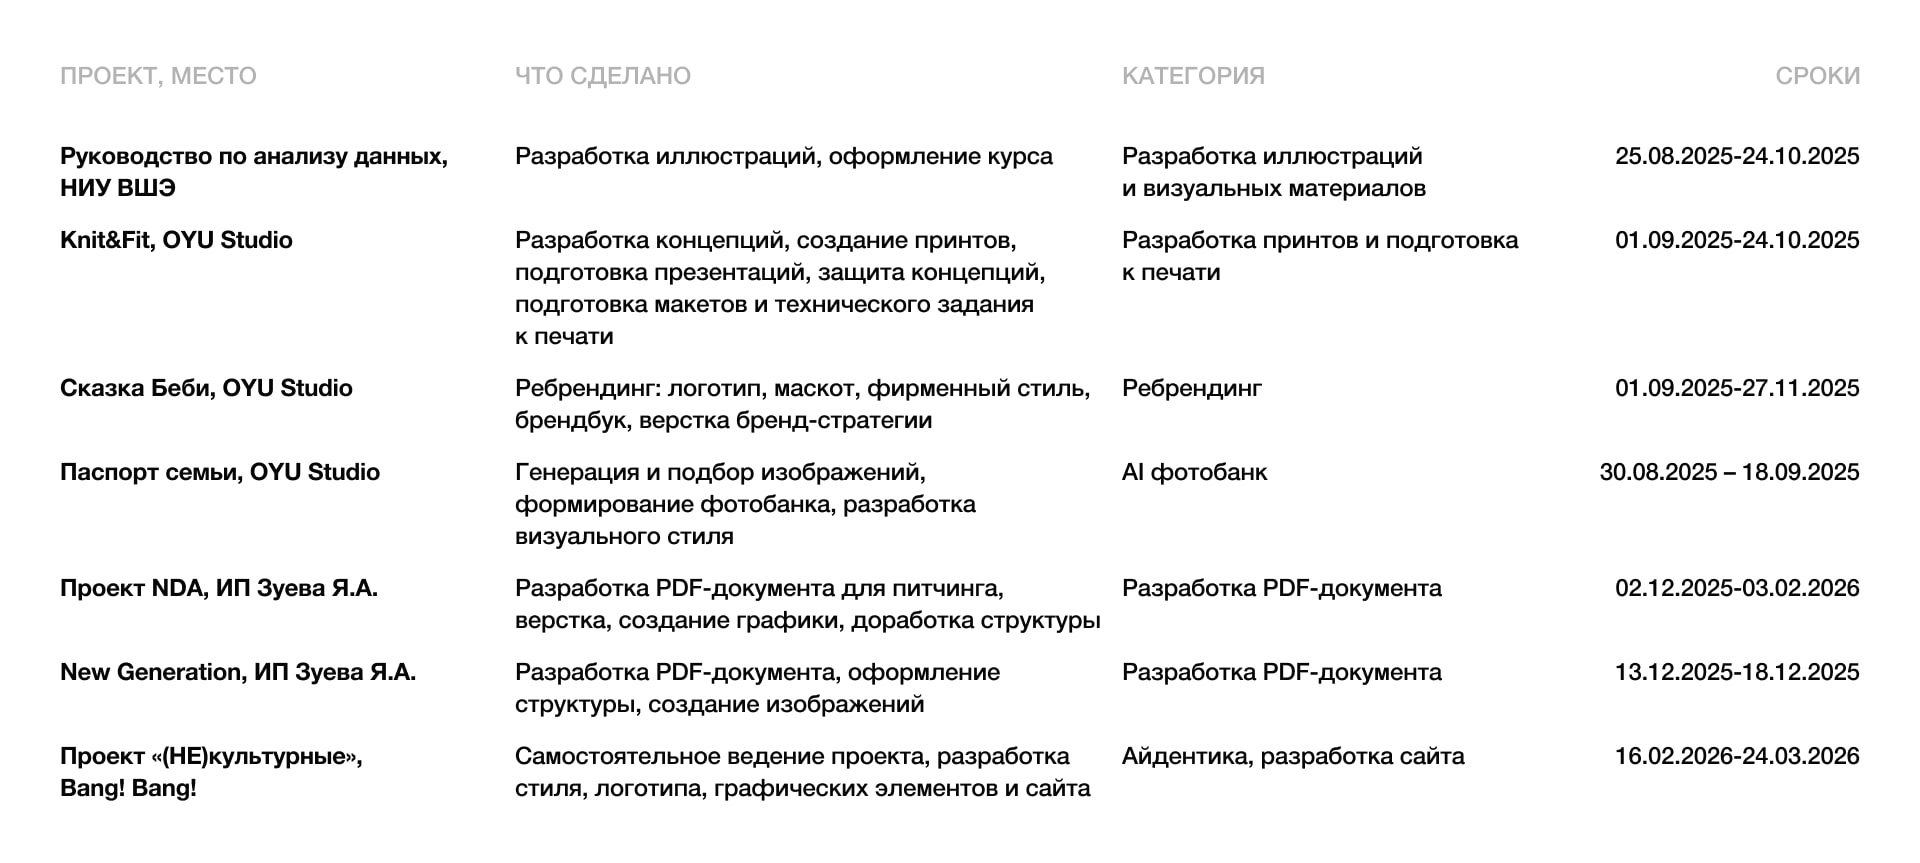 ПРОЕКТ, МЕСТО
ЧТО СДЕЛАНО
КАТЕГОРИЯ
СРОКИ
Руководство по анализу данных,
НИУ ВШЭ
Разработка иллюстраций, оформление курса
Разработка иллюстраций
и визуальных материалов
25.08.2025-24.10.2025
Knit&Fit, OYU Studio
Разработка концепций, создание принтов,
подготовка презентаций, защита концепций,
подготовка макетов и технического задания
к печати
Разработка принтов и подготовка
к печати
01.09.2025-24.10.2025
Сказка Беби, OYU Studio
Ребрендинг: логотип, маскот, фирменный стиль,
брендбук, верстка бренд-стратегии
Ребрендинг
01.09.2025-27.11.2025
Паспорт семьи, OYU Studio
Генерация и подбор изображений,
формирование фотобанка, разработка
визуального стиля
AI фотобанк
30.08.2025 – 18.09.2025
Проект NDA, ИП Зуева Я.А.
Разработка PDF-документа для питчинга,
верстка, создание графики, доработка структуры
Разработка PDF-документа
02.12.2025-03.02.2026
New Generation, ИП Зуева Я.А.
Разработка PDF-документа, оформление
структуры, создание изображений
Разработка PDF-документа
13.12.2025-18.12.2025
Проект «(НЕ)культурные»,
Bang! Bang!
Самостоятельное ведение проекта, разработка
стиля, логотипа, графических элементов и сайта
Айдентика, разработка сайта
16.02.2026-24.03.2026